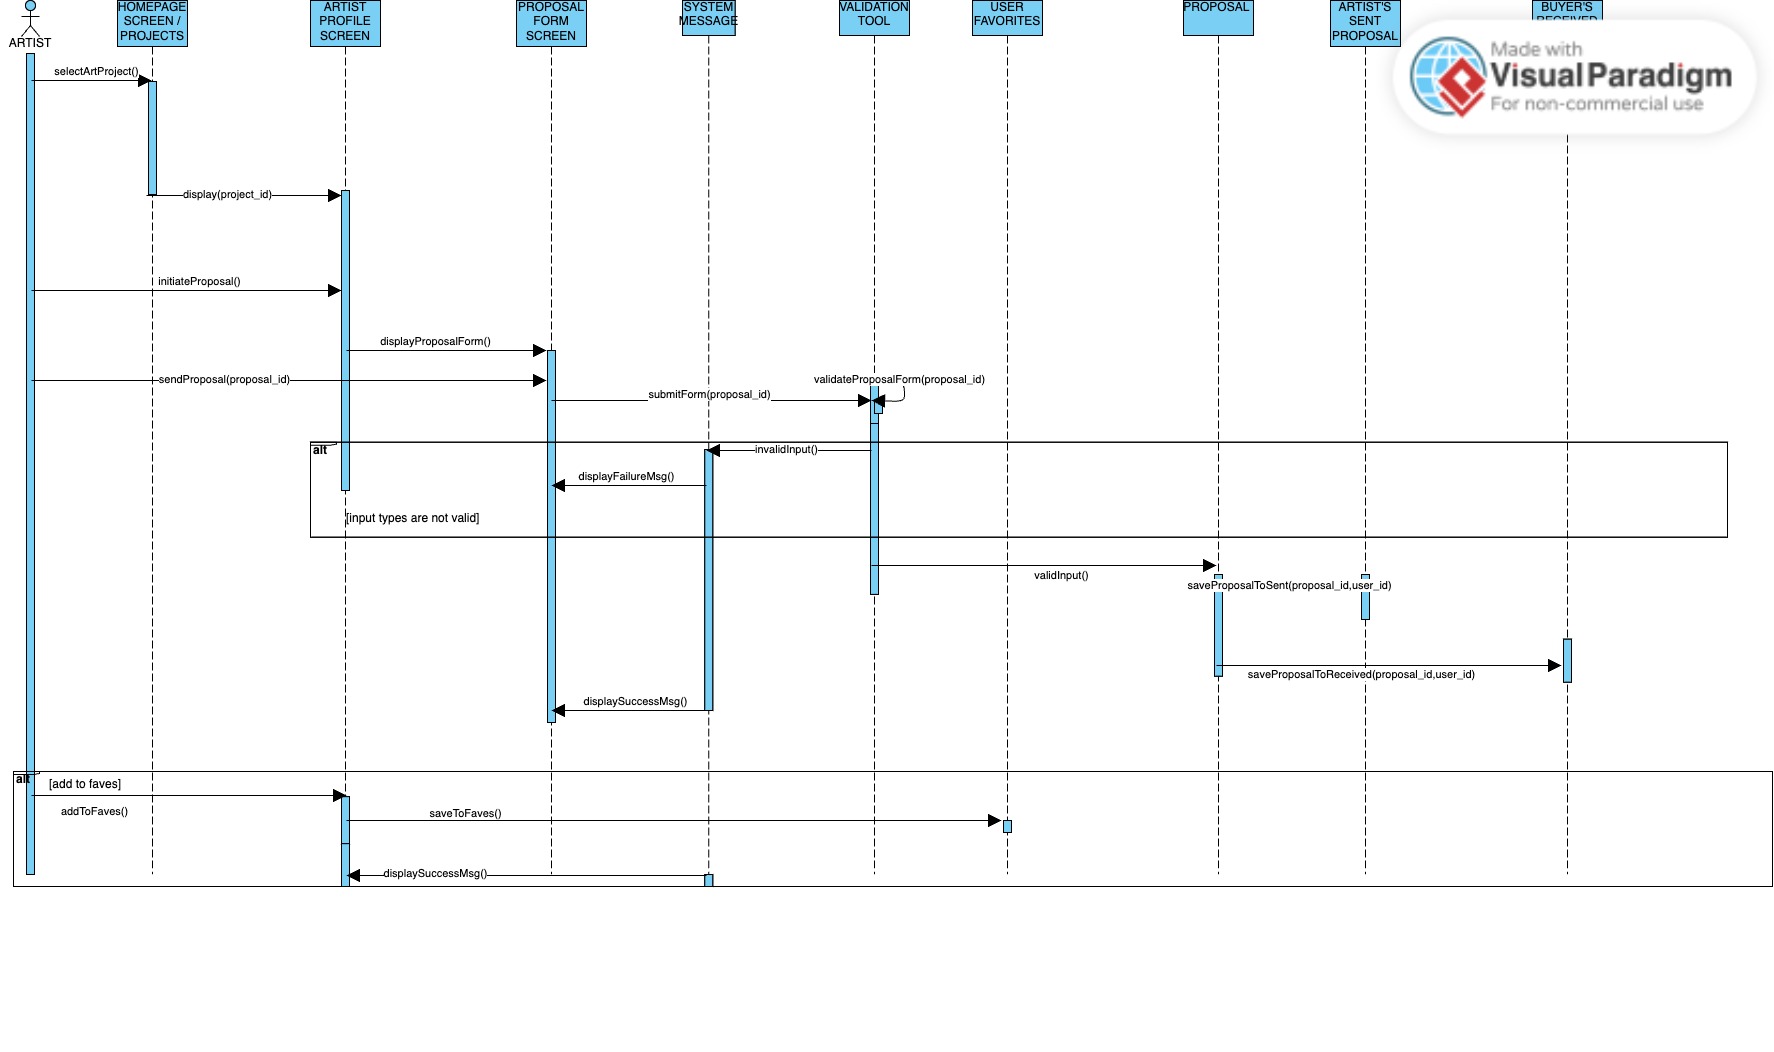 ARTIST
HOMEPAGE
SCREEN /
PROJECTS
ARTIST
PROFILE
SCREEN
PROPOSAL
FORM
SCREEN
SYSTEM
MESSAGE
VALIDATION
TOOL
USER
FAVORITES
PROPOSAL
ARTIST'S
SENT
PROPOSAL
BUYER'S
RECEIVED
Made with
Visual Paradigm
For non-commercial use
selectArtProject()
display(project_id)
initiateProposal()
displayProposalForm()
sendProposal(proposal_id)
validateProposalForm(proposal_id)
submitForm(proposal_id)
alt
invalidInput()
displayFailureMsg()
[input types are not valid]
validInput()
saveProposalToSent(proposal_id,user_id)
saveProposalToReceived(proposal_id,user_id)
displaySuccessMsg()
alt
[add to faves]
addToFaves()
saveToFaves()
displaySuccessMsg()